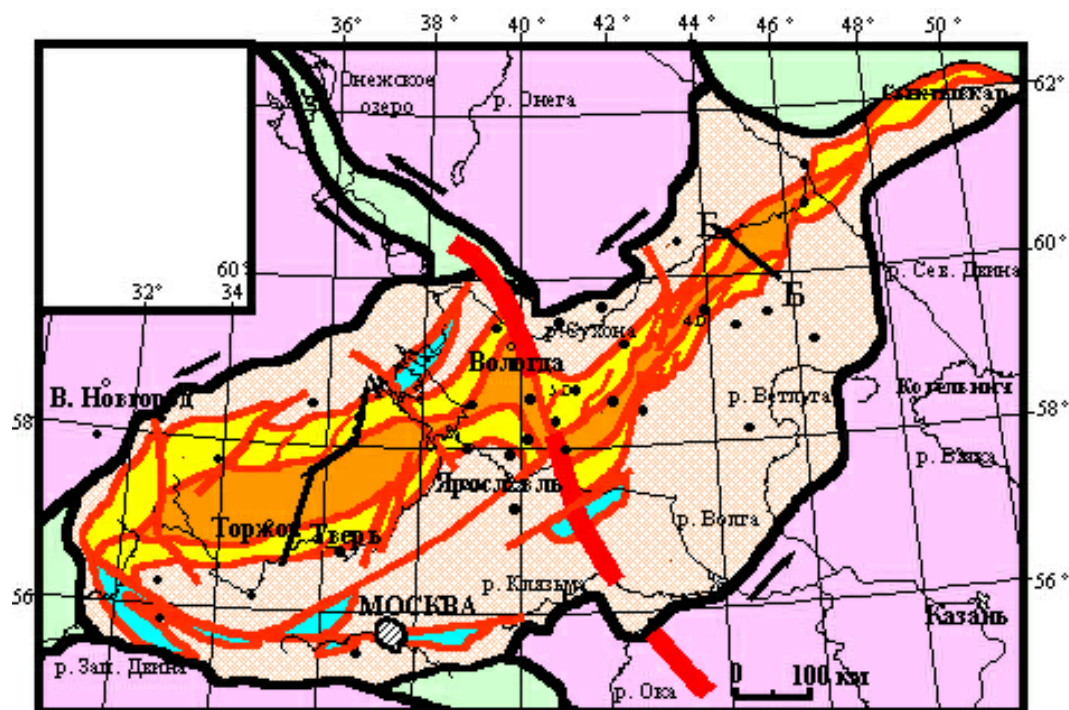 36° 38° 40° 42° 44° 46° 50°
62°
Онежское
озеро
р. Онега
Сыктывкар
Б
60°
60°
р. Сев. Двина
Б
32° 34
р. Сухона
Вологда
Котельнич
р. Ветлуга
В. Новгород
58
58°
р. Вятка
Ярославль
р. Волга
Торжок
Тверь
р. Клязьма
56
56°
МОСКВА
Казань
р. Зап. Двина
р. Ока
0 100 км